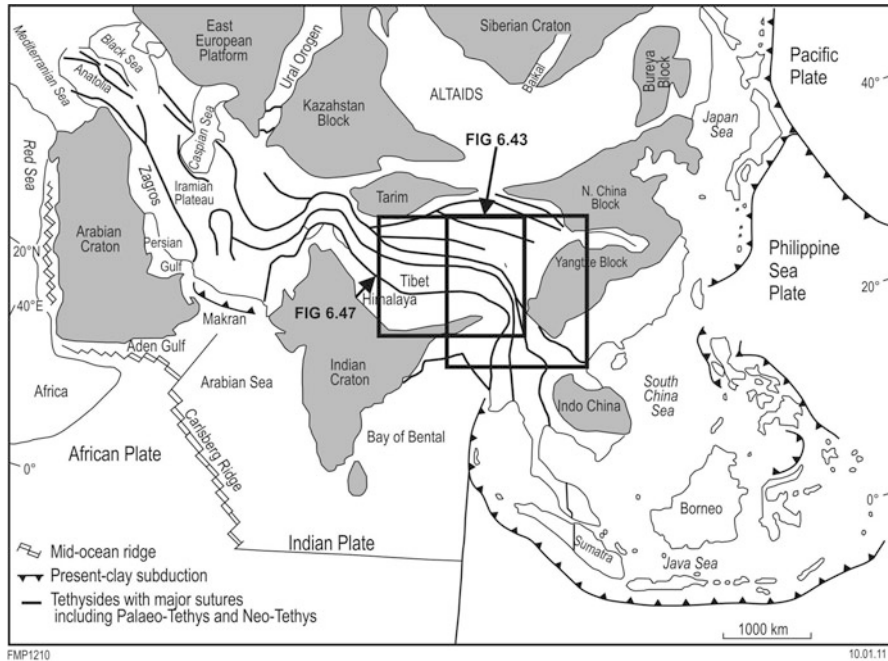 East
European
Platform
Siberian Craton
Pacific
Plate
Mediterranean Sea
Black Sea
Anatolia
Ural Orogen
Baikal
Bureya
Block
40°
Kazahstan
Block
ALTAIDS
Japan
Sea
Caspian Sea
FIG 6.43
Red Sea
Zagros
Iramian
Plateau
Tarim
N. China
Block
Arabian
Craton
Philippine
Sea
Plate
20°N
Persian
Gulf
Yangtze Block
Tibet
Himalaya
20°
40°E
Makran
FIG 6.47
Aden Gulf
Indian
Craton
Arabian Sea
Africa
South
China
Sea
Indo China
Carlsberg Ridge
Bay of Bental
African Plate
0°
0°
Borneo
Indian Plate
Sumatra
Java Sea
Mid-ocean ridge
Present-clay subduction
Tethysides with major sutures
including Palaeo-Tethys and Neo-Tethys
1000 km
FMP1210
10.01.11